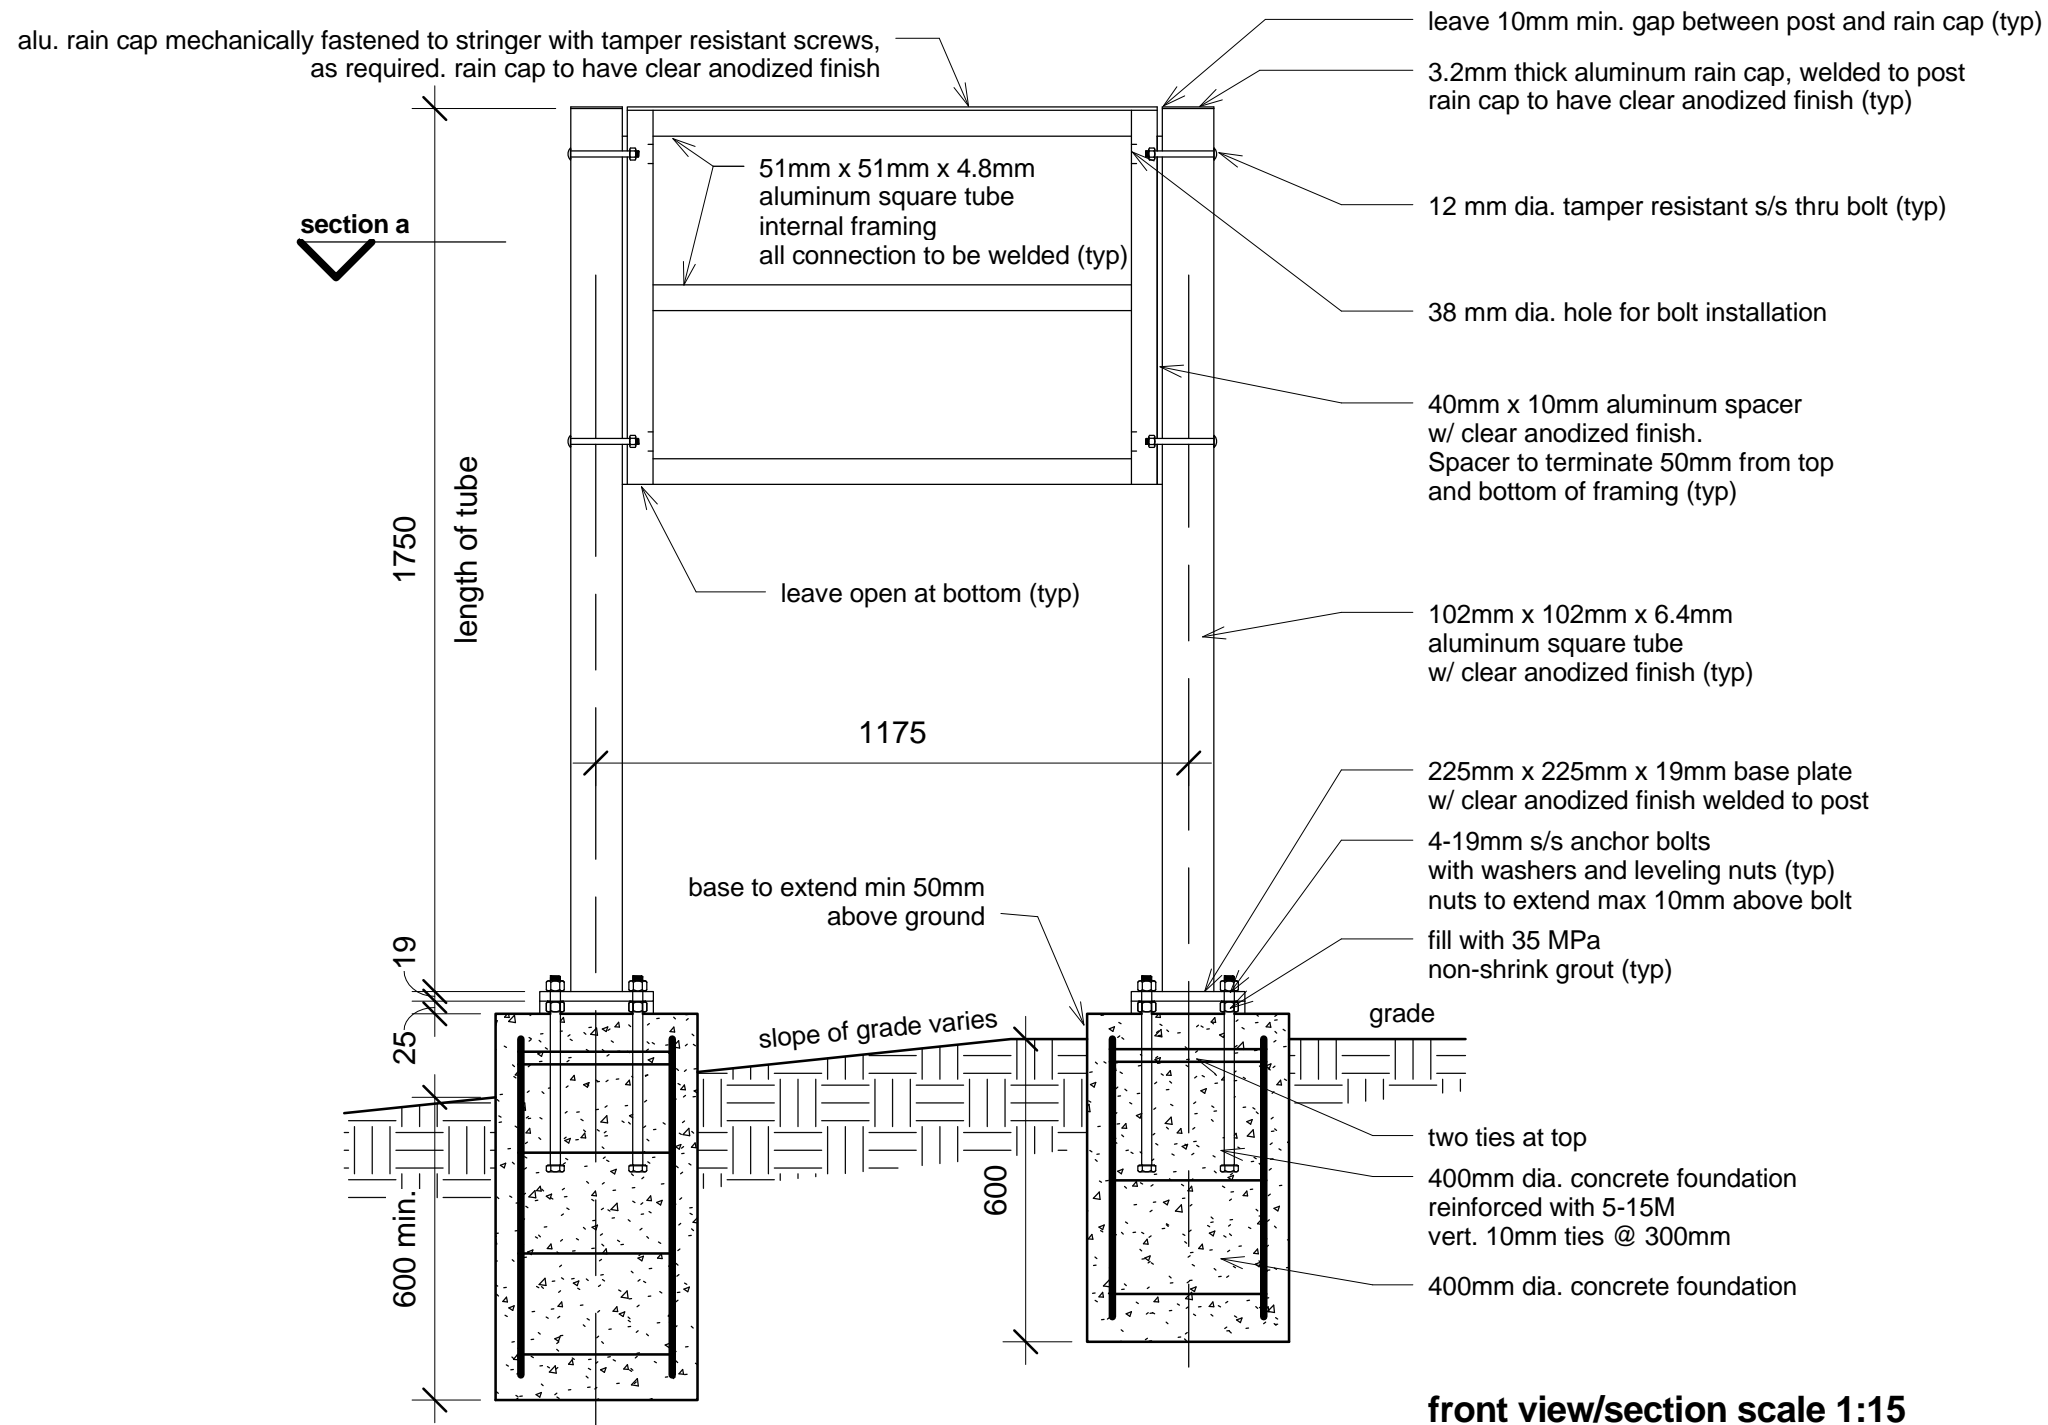 alu. rain cap mechanically fastened to stringer with tamper resistant screws,
as required. rain cap to have clear anodized finish
leave 10mm min. gap between post and rain cap (typ)
3.2mm thick aluminum rain cap, welded to post
rain cap to have clear anodized finish (typ)
51mm x 51mm x 4.8mm
aluminum square tube
internal framing
all connection to be welded (typ)
12 mm dia. tamper resistant s/s thru bolt (typ)
section a
38 mm dia. hole for bolt installation
40mm x 10mm aluminum spacer
w/ clear anodized finish.
Spacer to terminate 50mm from top
and bottom of framing (typ)
1750
length of tube
leave open at bottom (typ)
102mm x 102mm x 6.4mm
aluminum square tube
w/ clear anodized finish (typ)
1175
225mm x 225mm x 19mm base plate
w/ clear anodized finish welded to post
4-19mm s/s anchor bolts
with washers and leveling nuts (typ)
nuts to extend max 10mm above bolt
base to extend min 50mm
above ground
fill with 35 MPa
non-shrink grout (typ)
19
25
slope of grade varies
grade
600 min.
600
two ties at top
400mm dia. concrete foundation
reinforced with 5-15M
vert. 10mm ties @ 300mm
400mm dia. concrete foundation
front view/section scale 1:15